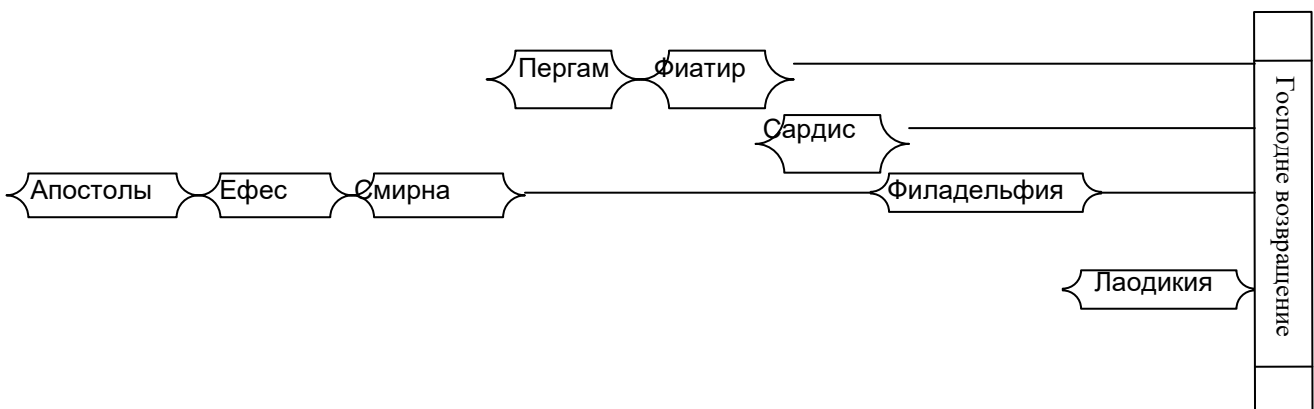 Пергам Фиатир
Сардис
Апостолы Ефес Смирна Филадельфия
Лаодикия
Господне возвращение